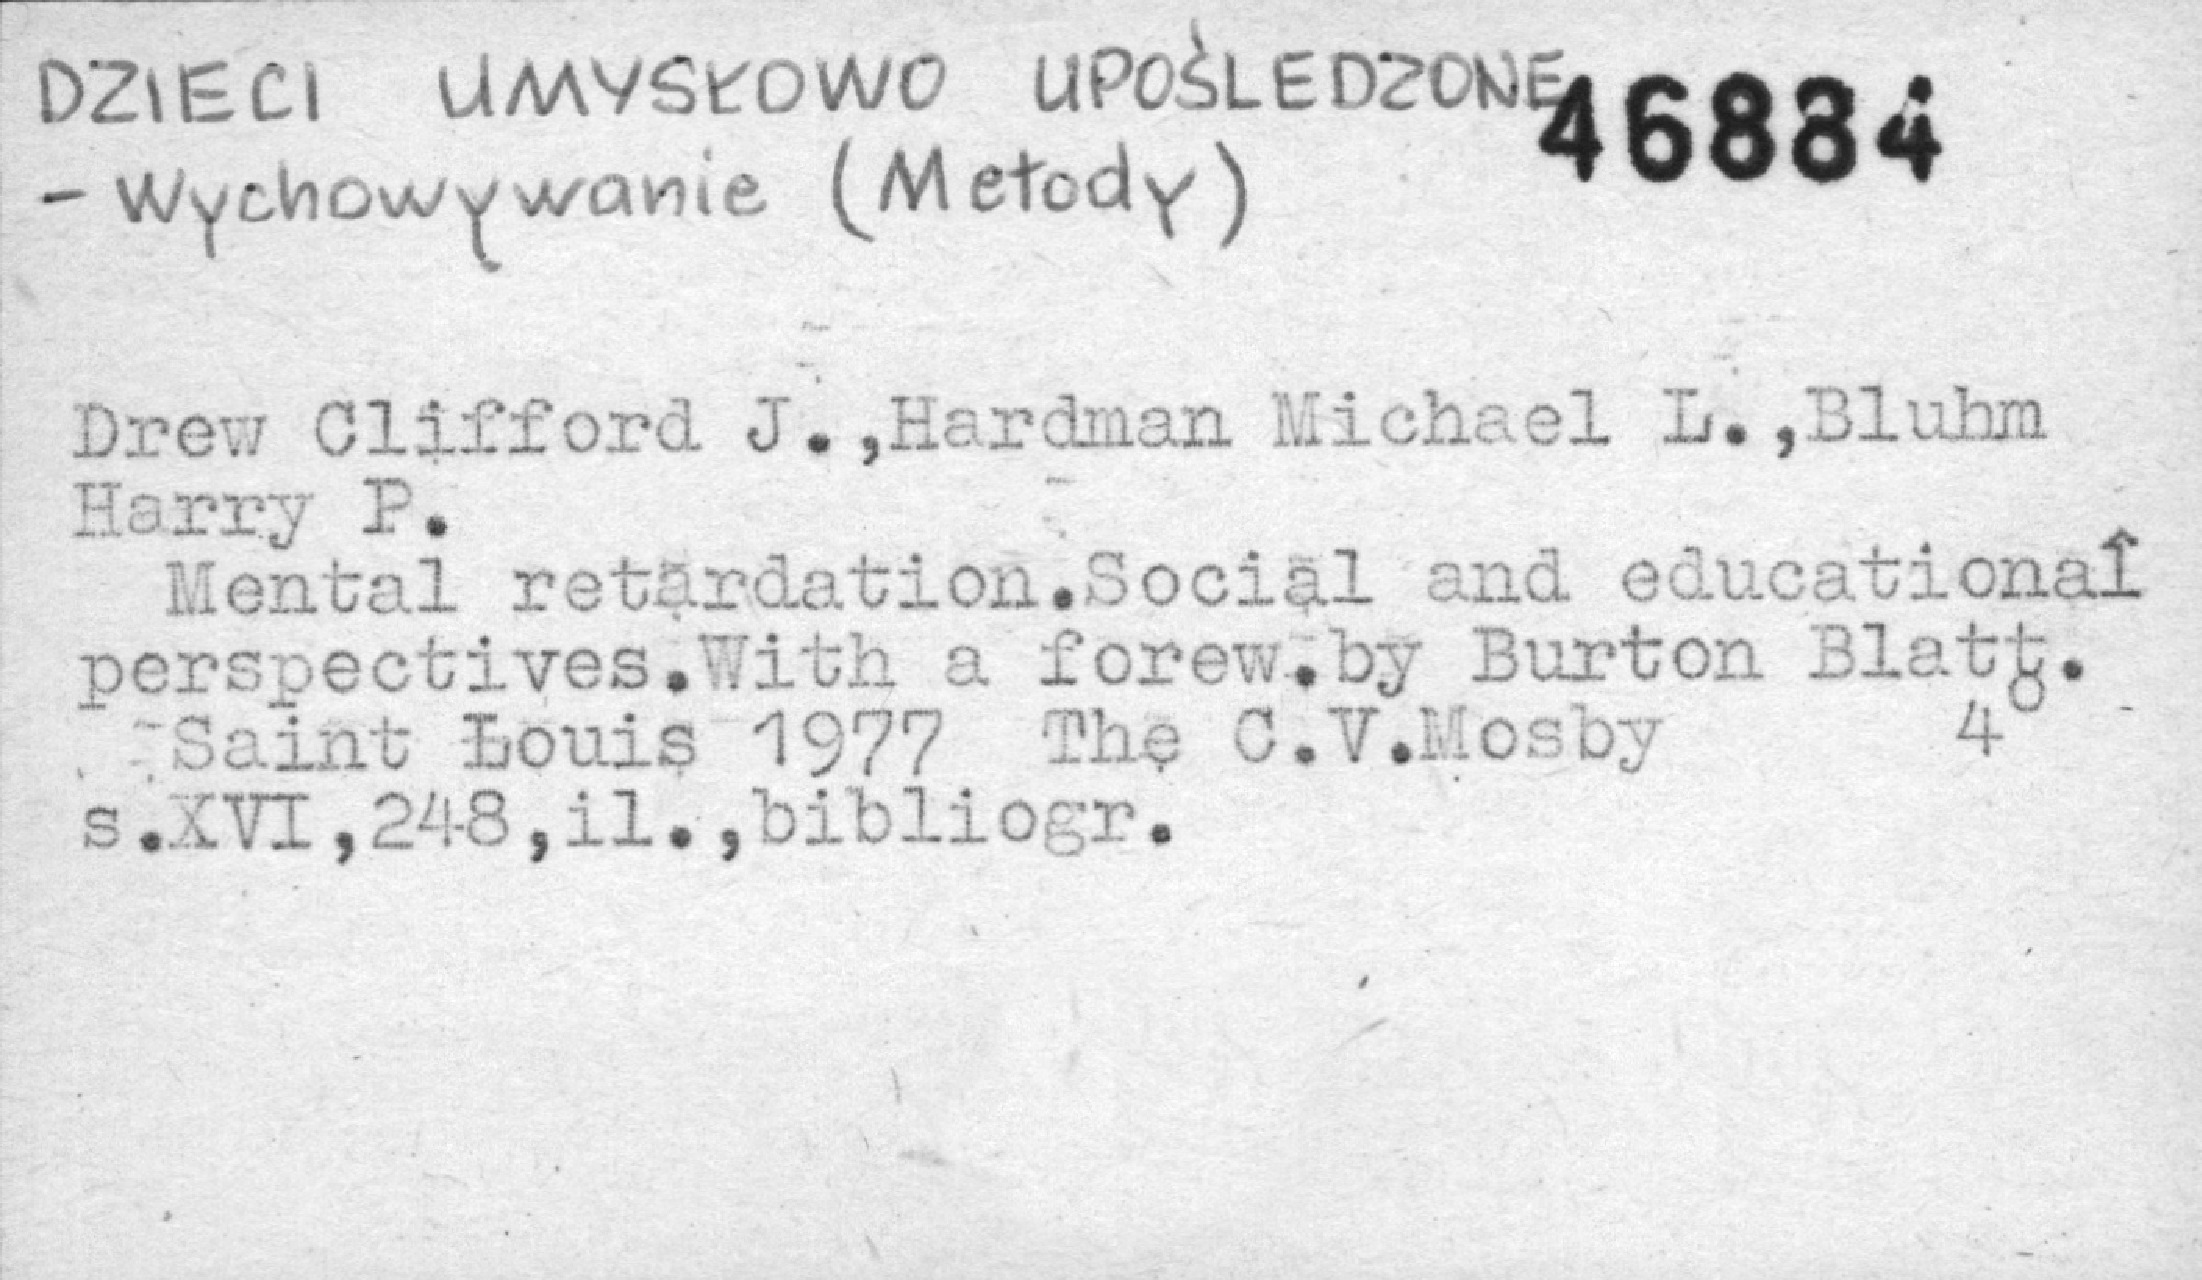 DZIECI UMYSŁOWO UPOŚLEDZONE 46884
- Wychowywanie (Metody)
Drew Clifford J.,Hardman Michael L.,Bluhm
Harry P.
Mental retardation.Social and educational
perspectives.With a forew.by Burton Blatt.
Saint Louis 1977 The C.V.Mosby 4°
s.XVI,248,il.,bibliogr.